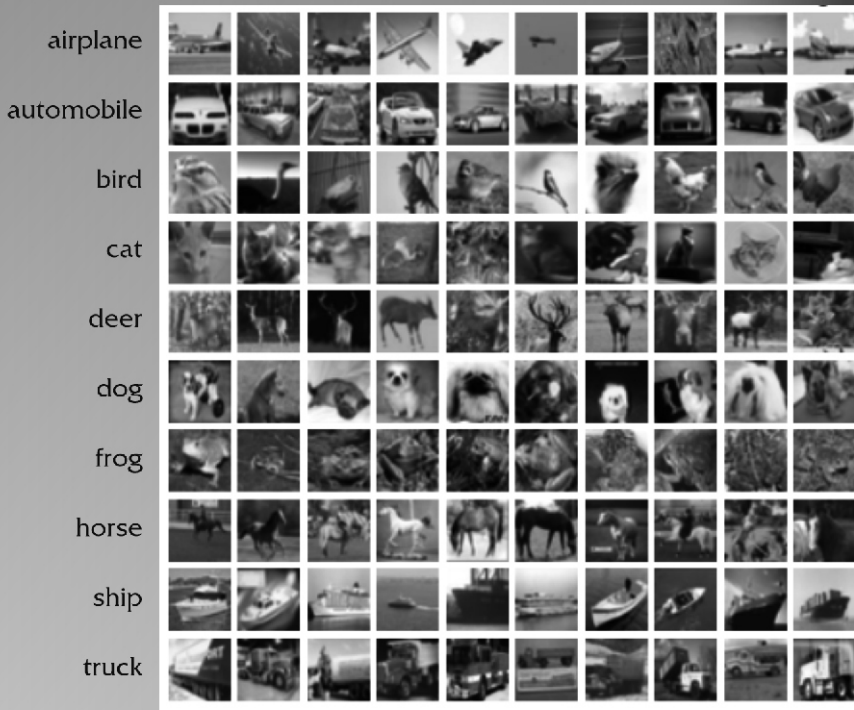 airplane
automobile
bird
cat
deer
dog
frog
horse
ship
truck